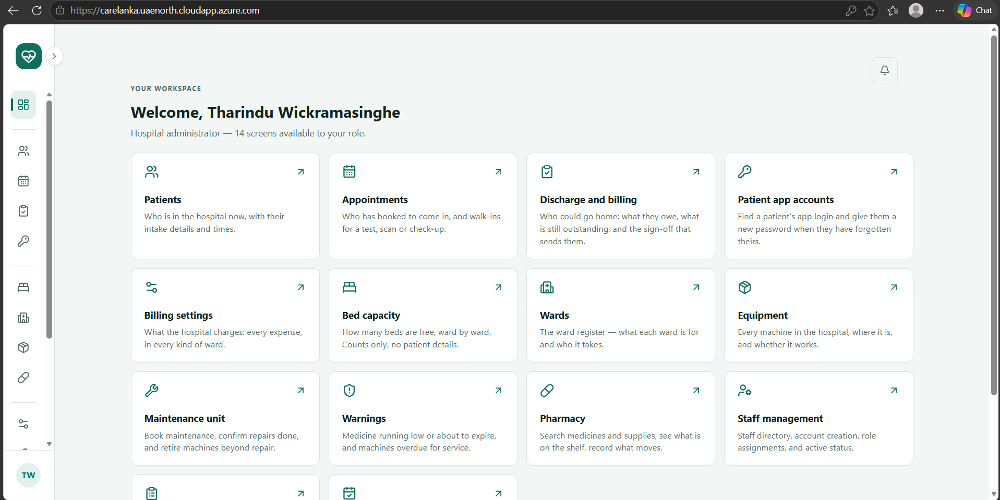 https://carelanka.uaenorth.cloudapp.azure.com
Chat
YOUR WORKSPACE
Welcome, Tharindu Wickramasinghe
Hospital administrator — 14 screens available to your role.
Patients
Who is in the hospital now, with their
intake details and times.
Appointments
Who has booked to come in, and walk-ins
for a test, scan or check-up.
Discharge and billing
Who could go home: what they owe, what
is still outstanding, and the sign-off that
sends them.
Patient app accounts
Find a patient's app login and give them a
new password when they have forgotten
theirs.
Billing settings
What the hospital charges: every expense,
in every kind of ward.
Bed capacity
How many beds are free, ward by ward.
Counts only, no patient details.
Wards
The ward register — what each ward is for
and who it takes.
Equipment
Every machine in the hospital, where it is,
and whether it works.
Maintenance unit
Book maintenance, confirm repairs done,
and retire machines beyond repair.
Warnings
Medicine running low or about to expire,
and machines overdue for service.
Pharmacy
Search medicines and supplies, see what is
on the shelf, record what moves.
Staff management
Staff directory, account creation, role
assignments, and active status.
TW